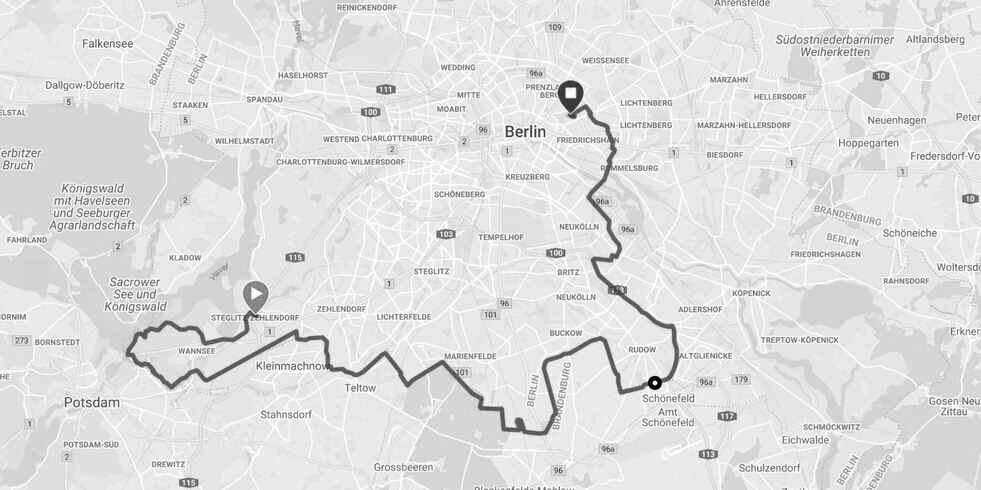 REINICKENDORF
Ahrensfelde
Falkensee
BRANDENBURG
BERLIN
109
Südostniederbarnimer
Weiherketten
Altlandsberg
WEISSENSEE
WEDDING
96a
HASELHORST
MARZAHN
10
Dallgow-Döberitz
5
STAAKEN
SPANDAU
111
MITTE
MOABIT
PRENZLA
BERG
LICHTENBERG
HELLERSDORF
100
5
Neuenhagen
Peter
WILHELMSTADT
WESTEND
CHARLOTTENBURG
96
Berlin
1
FRIEDRICHSHAIN
LICHTENBERG
MARZAHN-HELLERSDORF
Hoppegarten
BIESDORF
Fredersdorf-Vo
erbitzer
Bruch
CHARLOTTENBURG-WILMERSDORF
KREUZBERG
RUMMELSBURG
1
Königswald
mit Havelseen
und Seeburger
Agrarlandschaft
2
SCHÖNEBERG
96a
10
BRANDENBURG
BERLIN
Schöneiche
FAHRLAND
2
103
TEMPELHOF
NEUKÖLLN
96a
KLADOW
115
Havel
STEGLITZ
100
BRITZ
FRIEDRICHSHAGEN
Woltersdo
Sacrower
See und
Königswald
1
NEUKÖLLN
113
KÖPENICK
RAHNSDORF
BORNIM
STEGLITZ-ZEHLENDORF
ZEHLENDORF
LICHTERFELDE
96
101
ADLERSHOF
Erkner
273
BORNSTEDT
1
WANNSEE
BUCKOW
TREPTOW-KÖPENICK
Kleinmachnow
MARIENFELDE
RUDOW
ALTGLIENICKE
Teltow
101
BERLIN
BRANDENBURG
96a
179
Potsdam
Stahnsdorf
Schönefeld
Amt
Schönefeld
117
Gosen-Neu
Zittau
SCHMÖCKWITZ
POTSDAM-SÜD
Eichwalde
2
DREWITZ
Großbeeren
96
113
Schulzendorf
BERLIN
BRANDENBURG
115
Blankenfelde-Mahlow